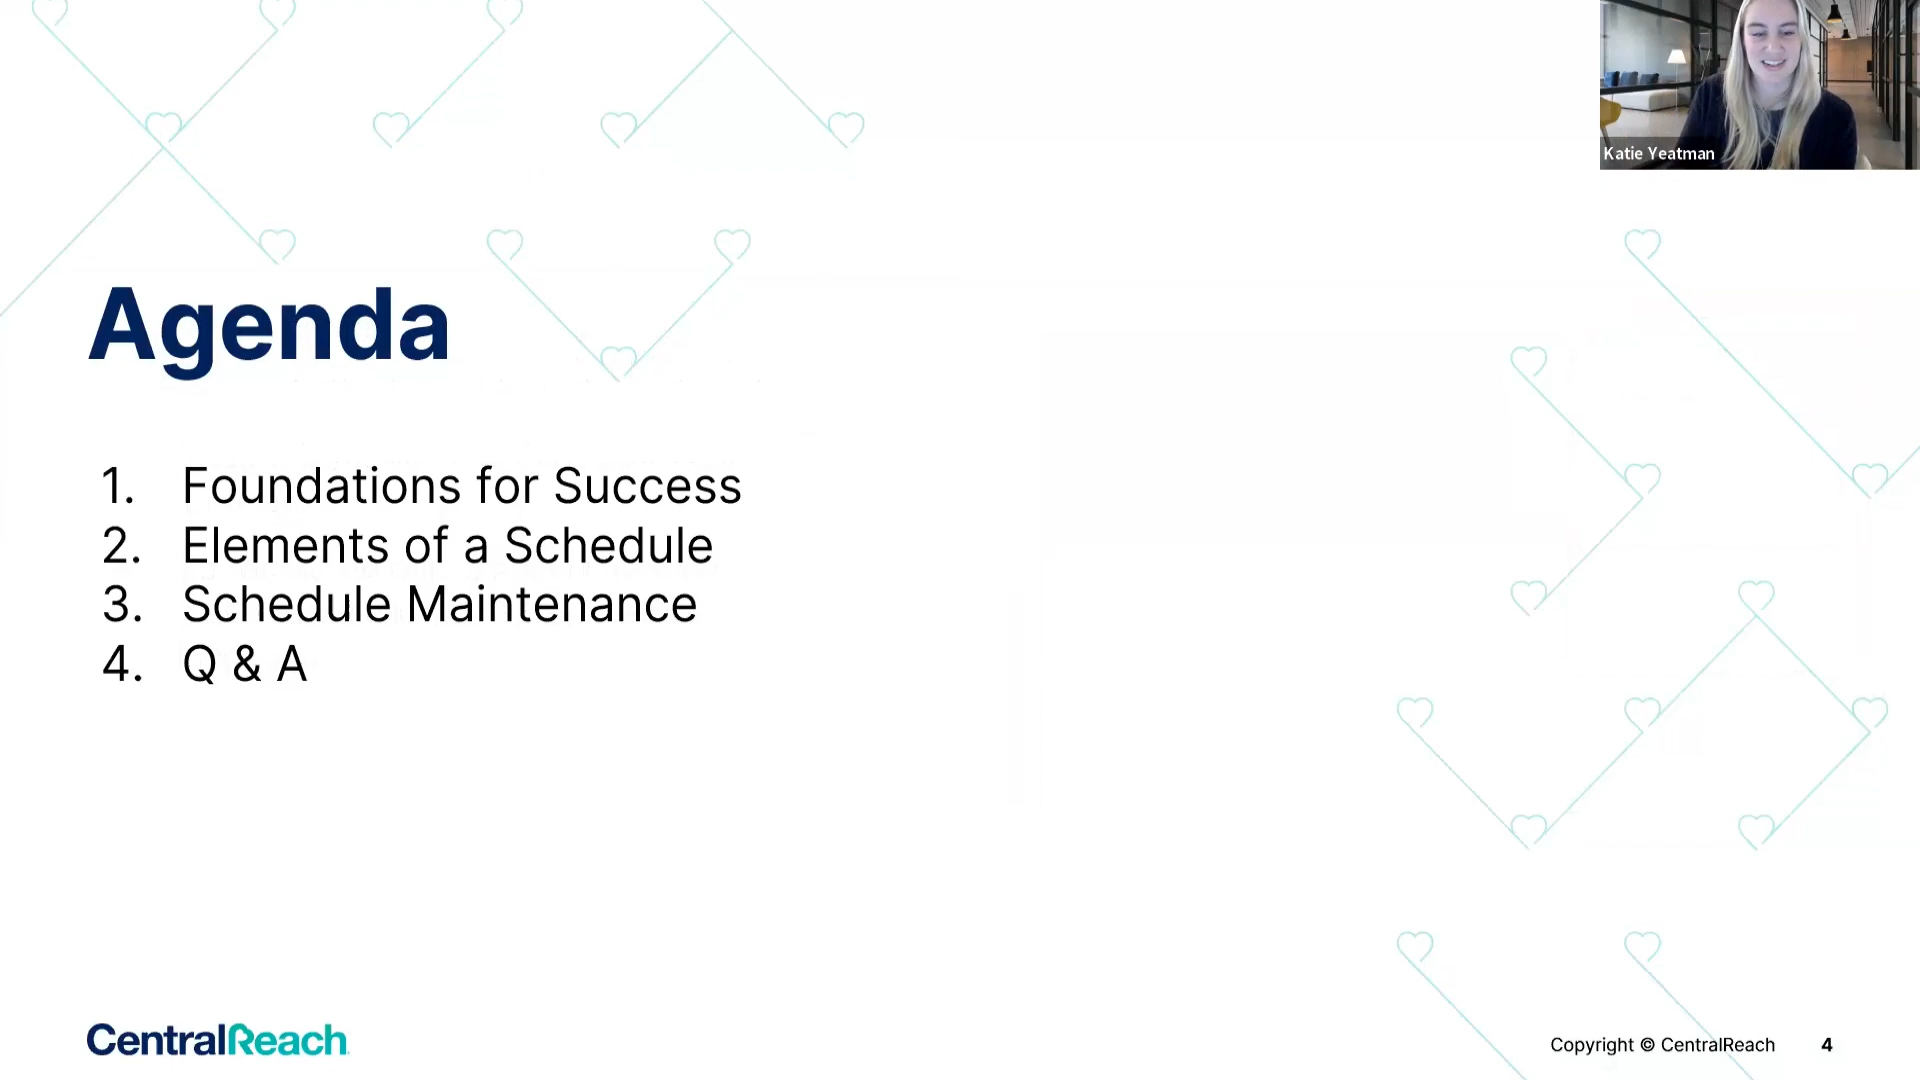 Katie Yeatman
Agenda
1. Foundations for Success
2. Elements of a Schedule
3. Schedule Maintenance
4. Q & A
CentralReach
Copyright © CentralReach 4